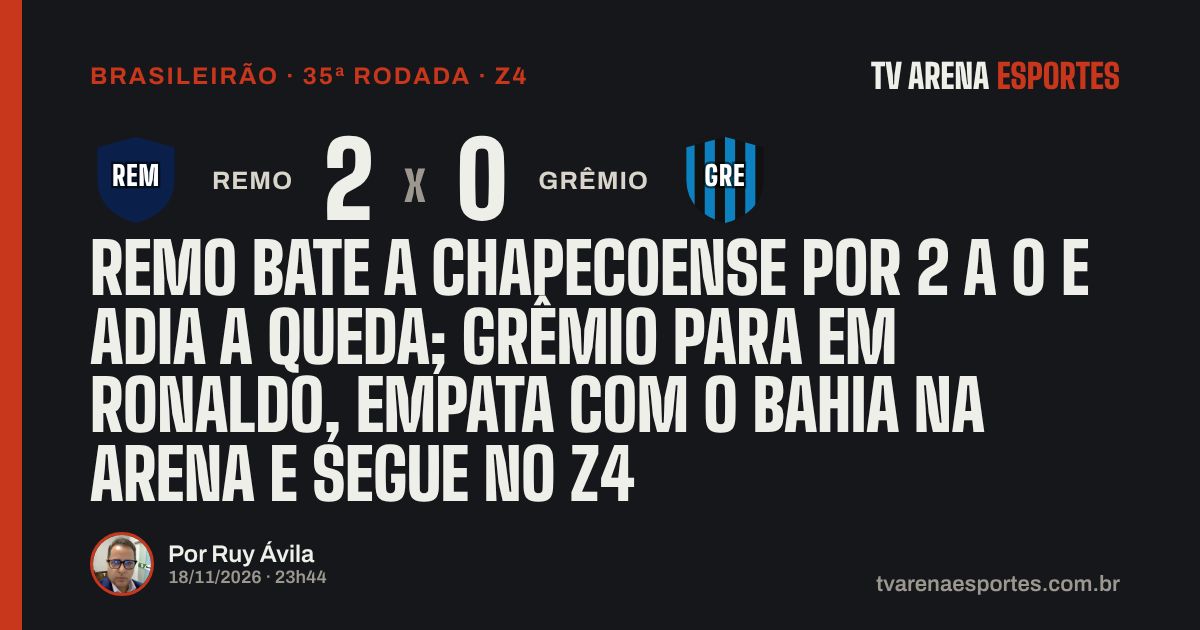 BRASILEIRÃO · 35ª RODADA · Z4
TV ARENA ESPORTES
REM REMO 2 X 0 GRÊMIO GRE
REMO BATE A CHAPECOENSE POR 2 A 0 E
ADIA A QUEDA; GRÊMIO PARA EM
RONALDO, EMPATA COM O BAHIA NA
ARENA E SEGUE NO Z4
Por Ruy Ávila
18/11/2026 · 23h44
tvarenaesportes.com.br